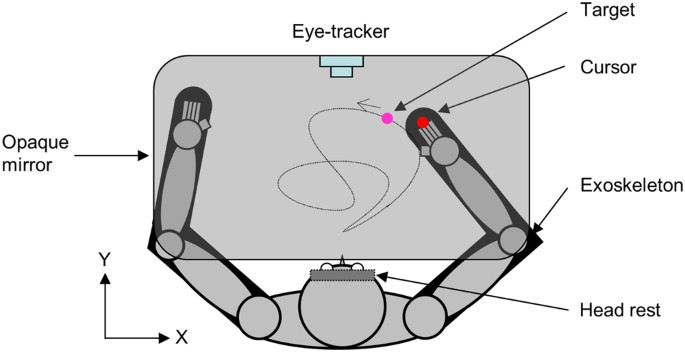 Target
Eye-tracker
Cursor
Opaque
mirror
Exoskeleton
Y
Head rest
X